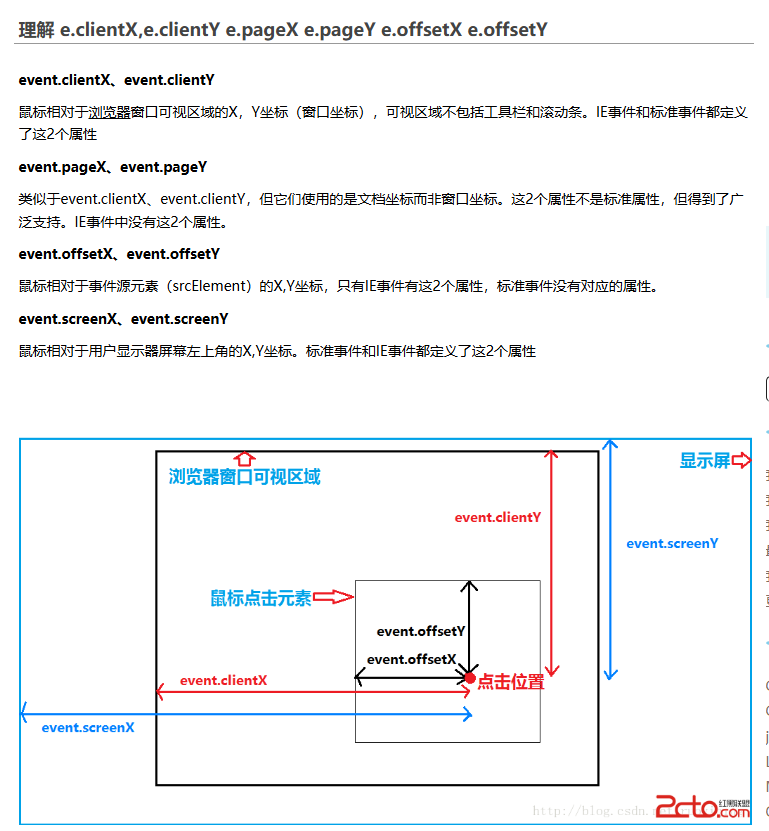 理解 e.clientX,e.clientY e.pageX e.pageY e.offsetX e.offsetY
event.clientX、event.clientY
鼠标相对于浏览器窗口可视区域的X，Y坐标（窗口坐标），可视区域不包括工具栏和滚动条。IE事件和标准事件都定义
了这2个属性
event.pageX、event.pageY
类似于event.clientX、event.clientY，但它们使用的是文档坐标而非窗口坐标。这2个属性不是标准属性，但得到了广
泛支持。IE事件中没有这2个属性。
event.offsetX、event.offsetY
鼠标相对于事件源元素（srcElement）的X,Y坐标，只有IE事件有这2个属性，标准事件没有对应的属性。
event.screenX、event.screenY
鼠标相对于用户显示器屏幕左上角的X,Y坐标。标准事件和IE事件都定义了这2个属性
显示屏
浏览器窗口可视区域
event.clientY
event.screenY
鼠标点击元素
event.offsetY
event.offsetX
event.clientX
点击位置
event.screenX
http://blog.csdn.n
2cto.com
红黑联盟